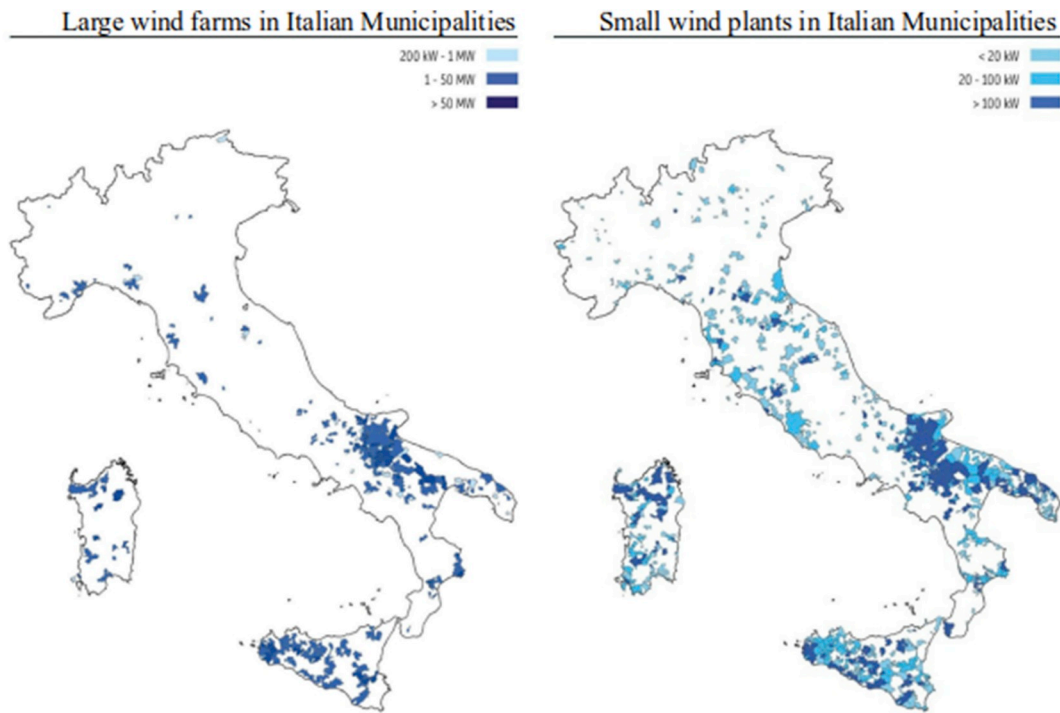 Large wind farms in Italian Municipalities
200 kW - 1 MW
1 - 50 MW
> 50 MW
Small wind plants in Italian Municipalities
< 20 kW
20 - 100 kW
> 100 kW